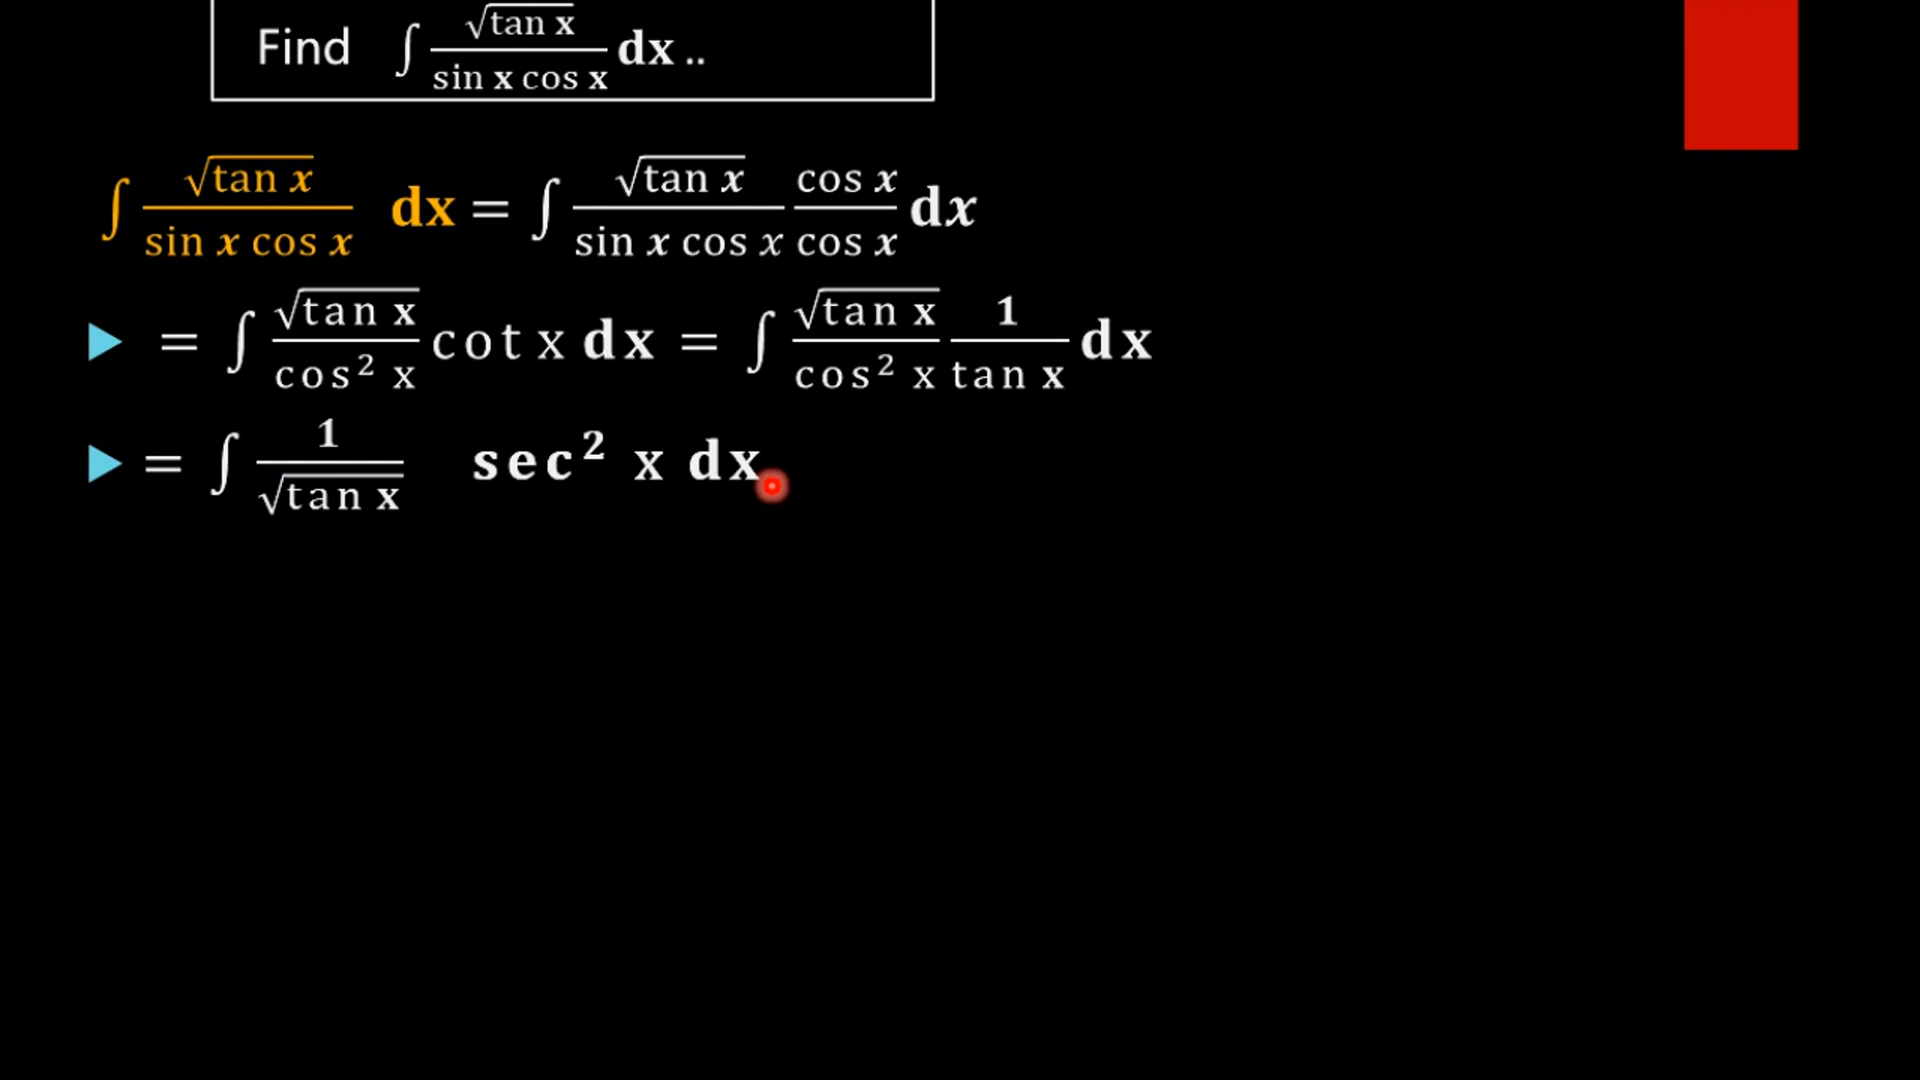 Find ∫ √tan x / sin x cos x dx ..
∫ √tan x / sin x cos x dx = ∫ √tan x / sin x cos x cos x / cos x dx
= ∫ √tan x / cos² x cot x dx = ∫ √tan x / cos² x 1 / tan x dx
= ∫ 1 / √tan x sec² x dx